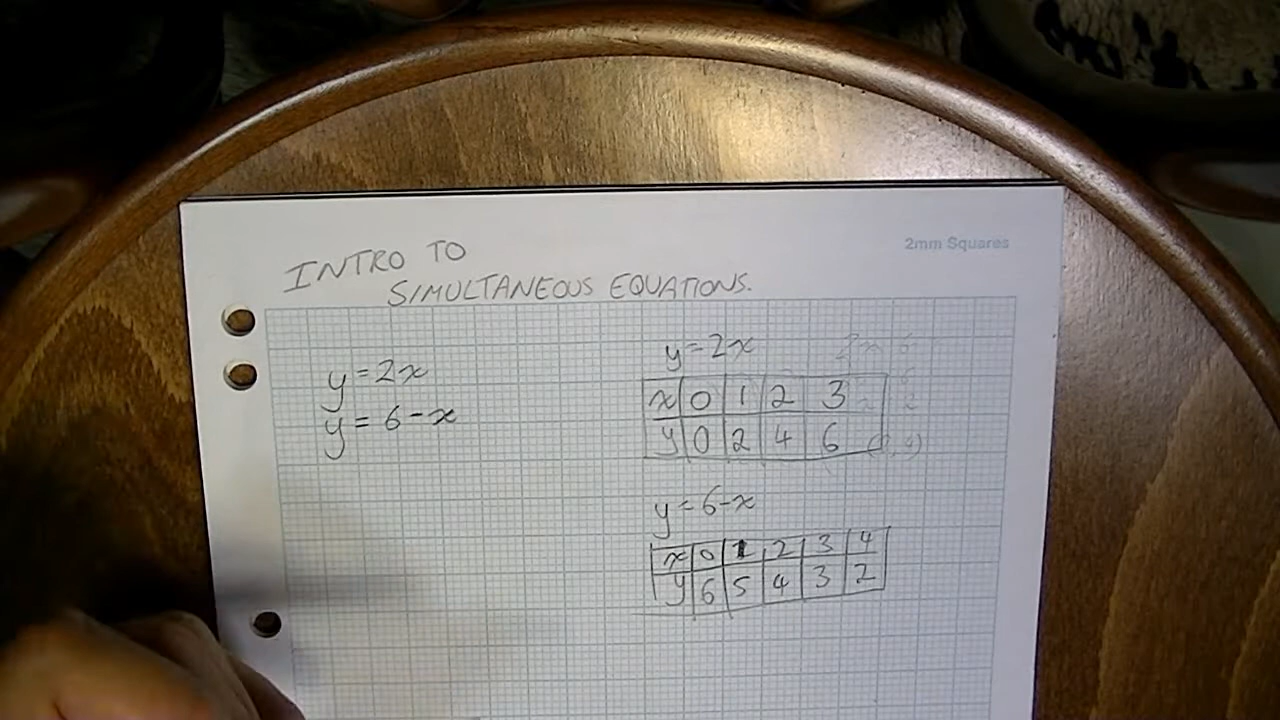 INTRO TO
SIMULTANEOUS EQUATIONS.
2mm Squares
y=2x
y=6-x
y=2x
x 0 1 2 3
y 0 2 4 6
y=6-x
x 0 1 2 3 4
y 6 5 4 3 2